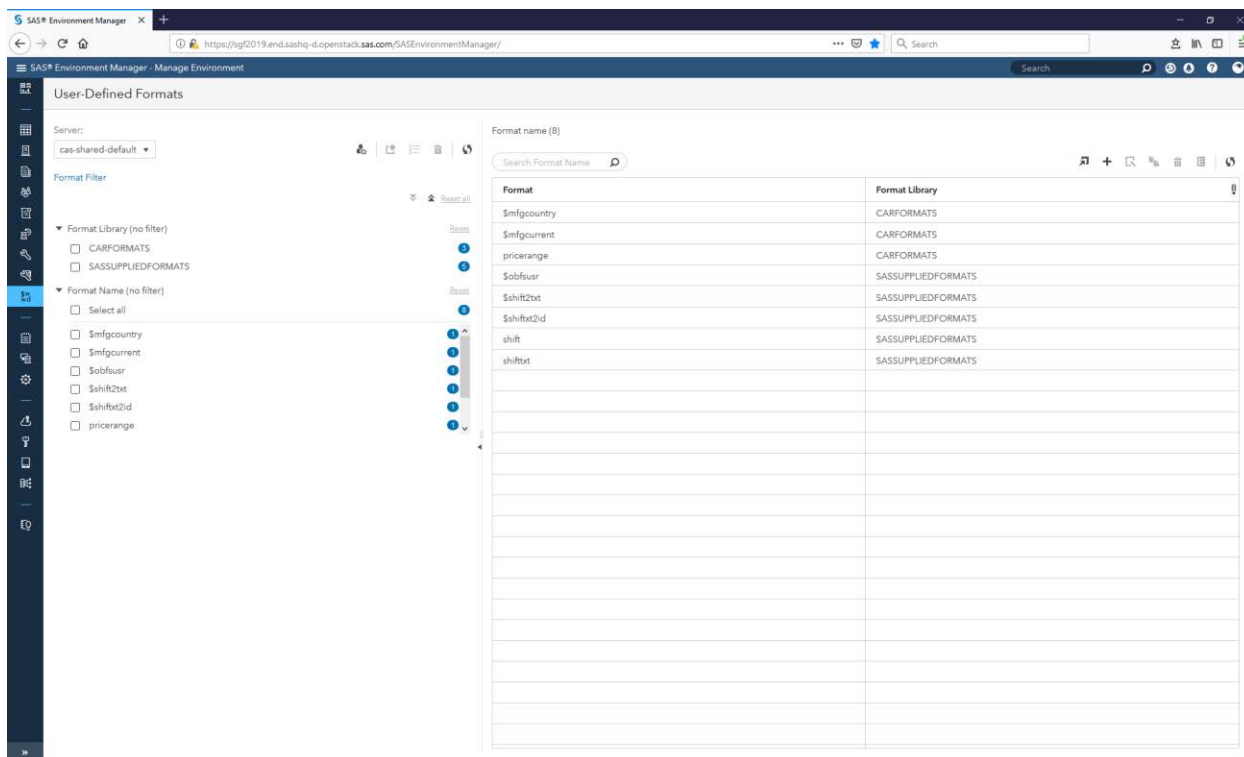 SAS® Environment Manager
https://sgf2019.end.sashq-d.openstack.sas.com/SASEnvironmentManager/
Search
SAS® Environment Manager - Manage Environment
Search
User-Defined Formats
Server:
cas-shared-default
Format Filter
Reset all
Format Library (no filter)
Reset
CARFORMATS
3
SASSUPPLIEDFORMATS
5
Format Name (no filter)
Reset
Select all
8
$mfgcountry
1
$mfgcurrent
1
$obfsusr
1
$shift2txt
1
$shiftxt2id
1
pricerange
1
Format name (8)
Search Format Name
Format Format Library
$mfgcountry CARFORMATS
$mfgcurrent CARFORMATS
pricerange CARFORMATS
$obfsusr SASSUPPLIEDFORMATS
$shift2txt SASSUPPLIEDFORMATS
$shiftxt2id SASSUPPLIEDFORMATS
shift SASSUPPLIEDFORMATS
shifttxt SASSUPPLIEDFORMATS